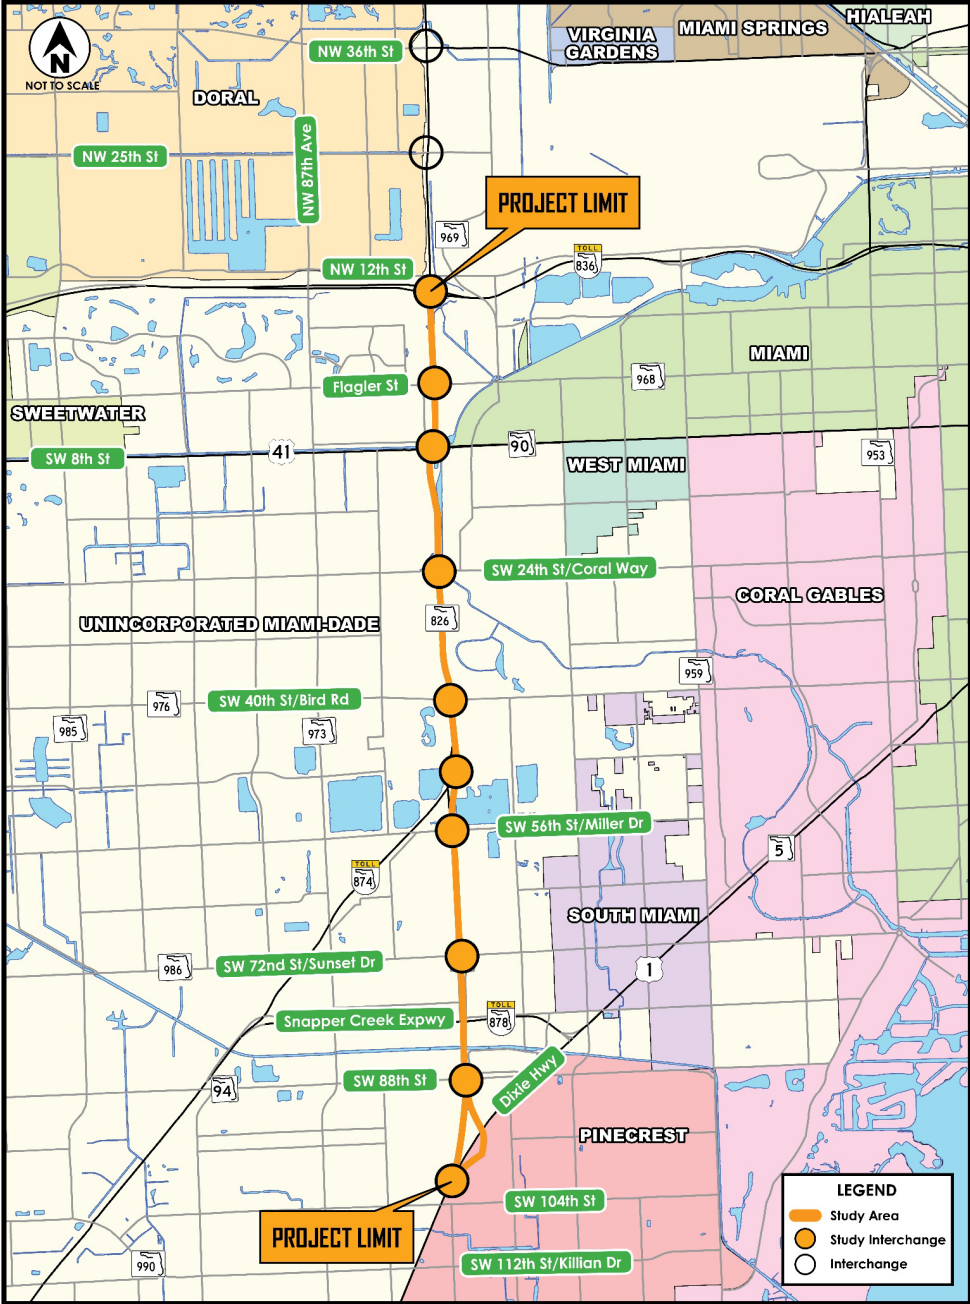 HIALEAH
MIAMI SPRINGS
VIRGINIA
GARDENS
NW 36th St
N
NOT TO SCALE
DORAL
NW 87th Ave
NW 25th St
PROJECT LIMIT
969
TOLL
836
NW 12th St
MIAMI
968
Flagler St
SWEETWATER
90
41
953
SW 8th St
WEST MIAMI
SW 24th St/Coral Way
CORAL GABLES
826
UNINCORPORATED MIAMI-DADE
959
SW 40th St/Bird Rd
976
985
973
SW 56th St/Miller Dr
5
TOLL
874
SOUTH MIAMI
SW 72nd St/Sunset Dr
986
1
TOLL
878
Snapper Creek Expwy
SW 88th St
Dixie Hwy
94
PINECREST
LEGEND
Study Area
Study Interchange
Interchange
SW 104th St
PROJECT LIMIT
SW 112th St/Killian Dr
990